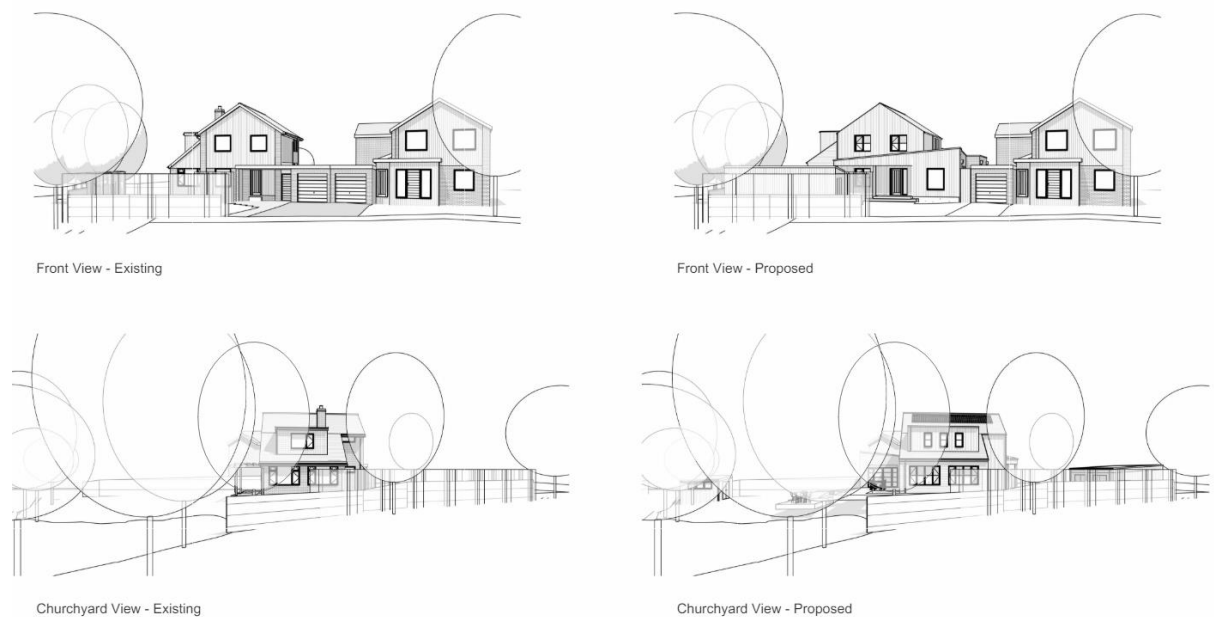 Front View - Existing
Front View - Proposed
Churchyard View - Existing
Churchyard View - Proposed